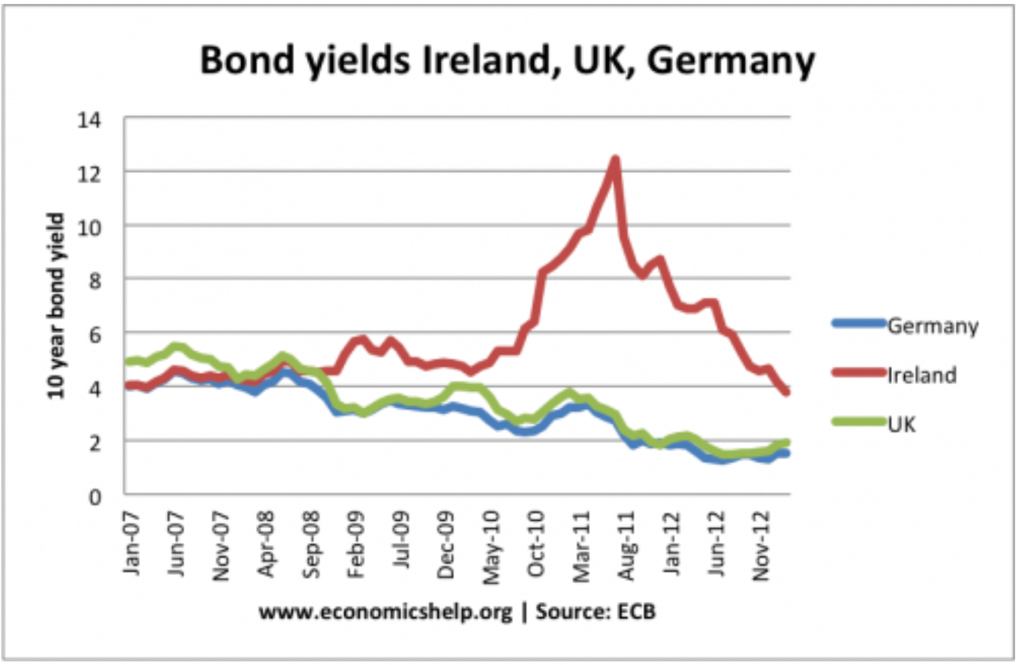 Bond yields Ireland, UK, Germany
14
12
10
8
6
4
2
0
10 year bond yield
Jan-07
Jun-07
Nov-07
Apr-08
Sep-08
Feb-09
Jul-09
Dec-09
May-10
Oct-10
Mar-11
Aug-11
Jan-12
Jun-12
Nov-12
Germany
Ireland
UK
www.economicshelp.org | Source: ECB